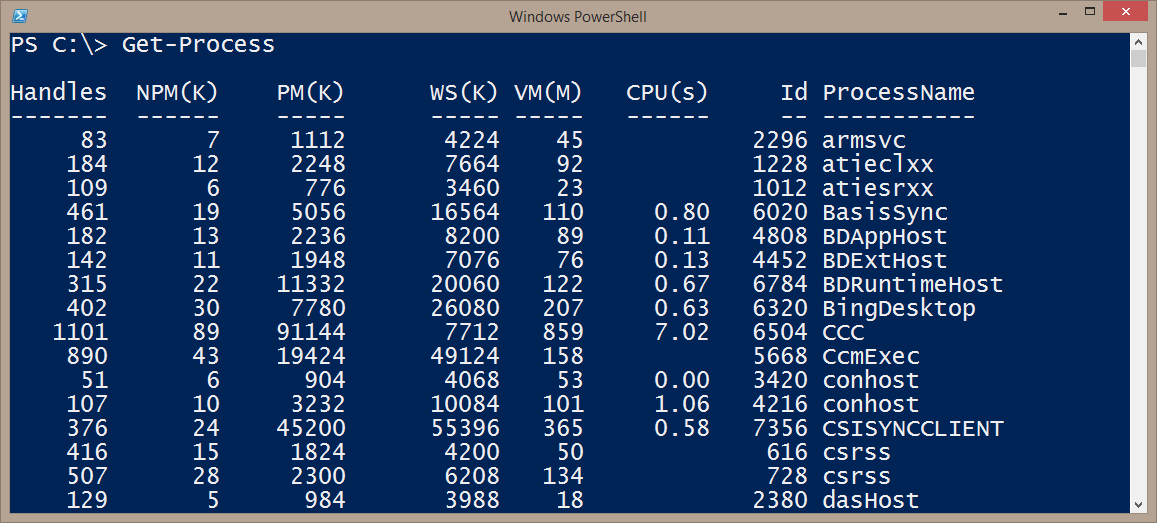 Windows PowerShell
PS C:\> Get-Process
Handles NPM(K) PM(K) WS(K) VM(M) CPU(s) Id ProcessName
------- ------ ----- ----- ----- ------ -- -----------
83 7 1112 4224 45 2296 armsvc
184 12 2248 7664 92 1228 atieclxx
109 6 776 3460 23 1012 atiesrxx
461 19 5056 16564 110 0.80 6020 BasisSync
182 13 2236 8200 89 0.11 4808 BDAppHost
142 11 1948 7076 76 0.13 4452 BDExtHost
315 22 11332 20060 122 0.67 6784 BDRuntimeHost
402 30 7780 26080 207 0.63 6320 BingDesktop
1101 89 91144 7712 859 7.02 6504 CCC
890 43 19424 49124 158 5668 CcmExec
51 6 904 4068 53 0.00 3420 conhost
107 10 3232 10084 101 1.06 4216 conhost
376 24 45200 55396 365 0.58 7356 CSISYNCCLIENT
416 15 1824 4200 50 616 csrss
507 28 2300 6208 134 728 csrss
129 5 984 3988 18 2380 dasHost